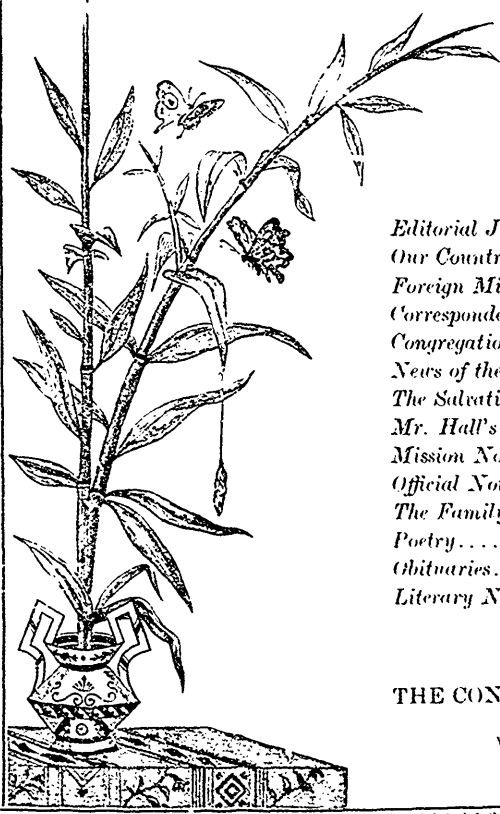 Editorial J
Our Countr
Foreign Mi
Corresponde
Congregatio
News of the
The Salvati
Mr. Hall's
Mission No
Official Not
The Family
Poetry....
Obituaries.
Literary N
THE CON